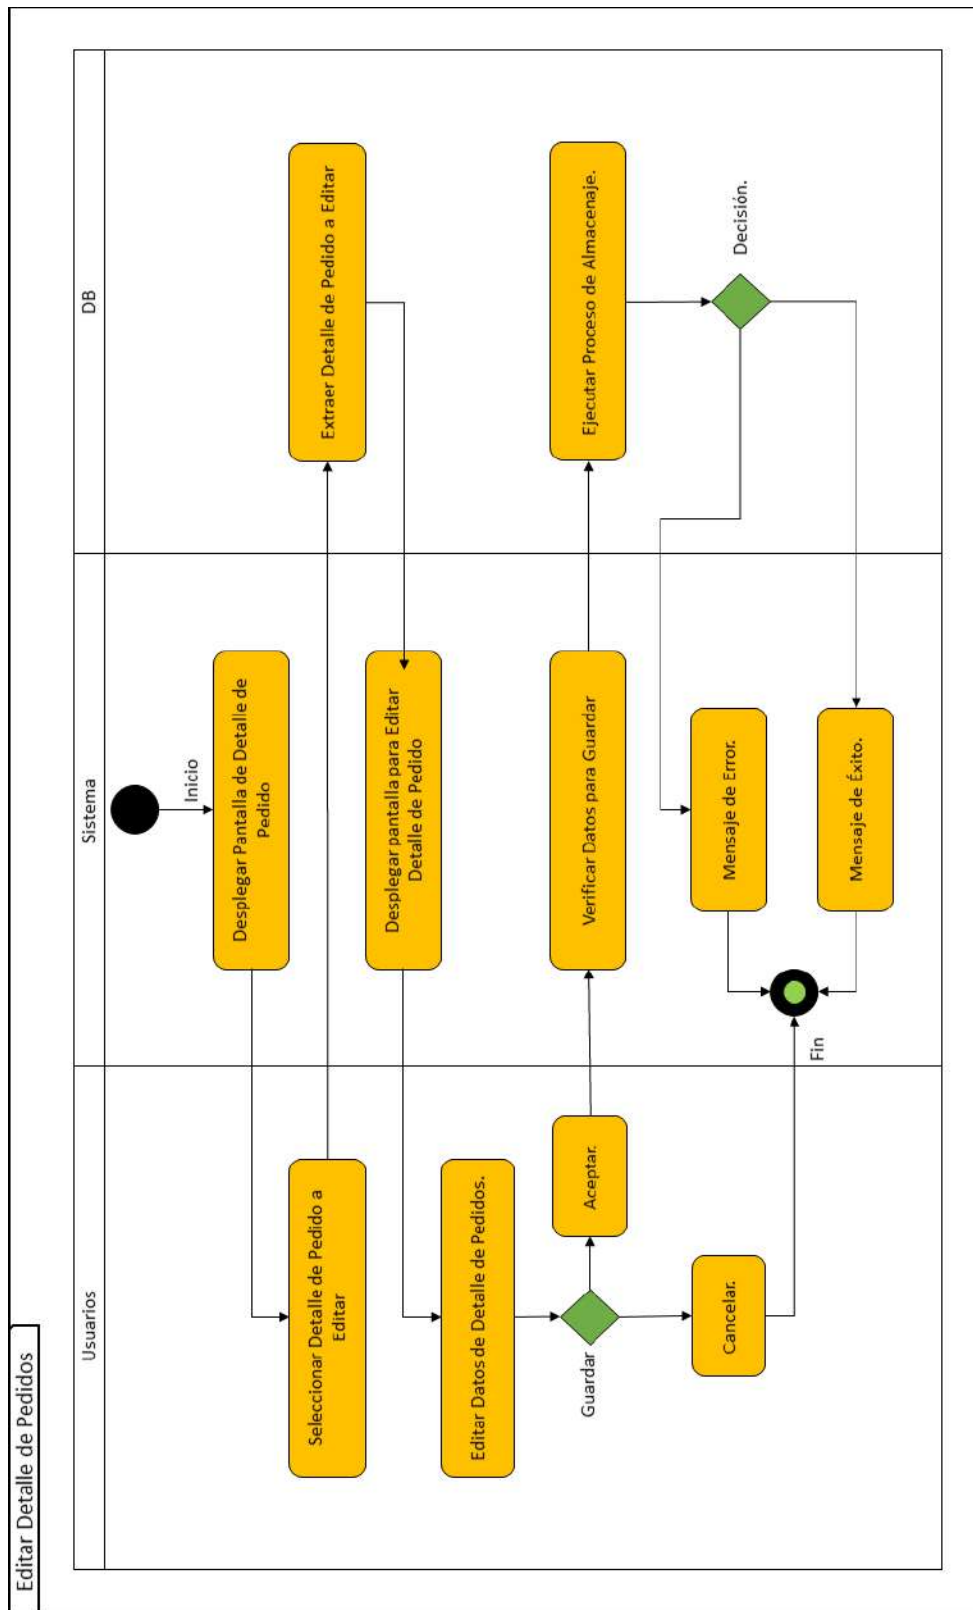 Editar Detalle de Pedidos
Usuarios
Sistema
DB
Inicio
Desplegar Pantalla de Detalle de
Pedido
Seleccionar Detalle de Pedido a
Editar
Extraer Detalle de Pedido a Editar
Desplegar pantalla para Editar
Detalle de Pedido
Editar Datos de Detalle de Pedidos.
Guardar
Aceptar.
Verificar Datos para Guardar
Ejecutar Proceso de Almacenaje.
Cancelar.
Mensaje de Error.
Decisión.
Fin
Mensaje de Éxito.